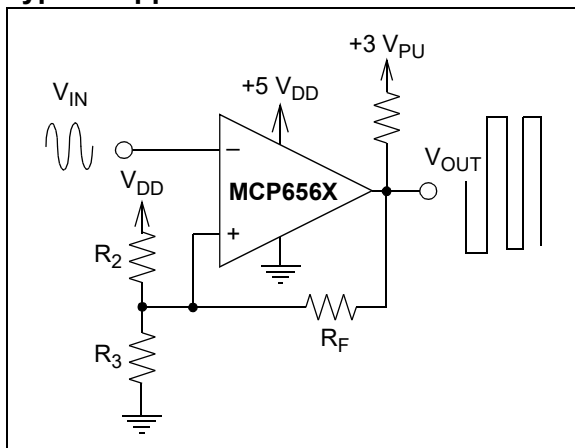 +3 V_PU
V_IN
+5 V_DD
V_DD
−
MCP656X
V_OUT
+
R_2
R_F
R_3